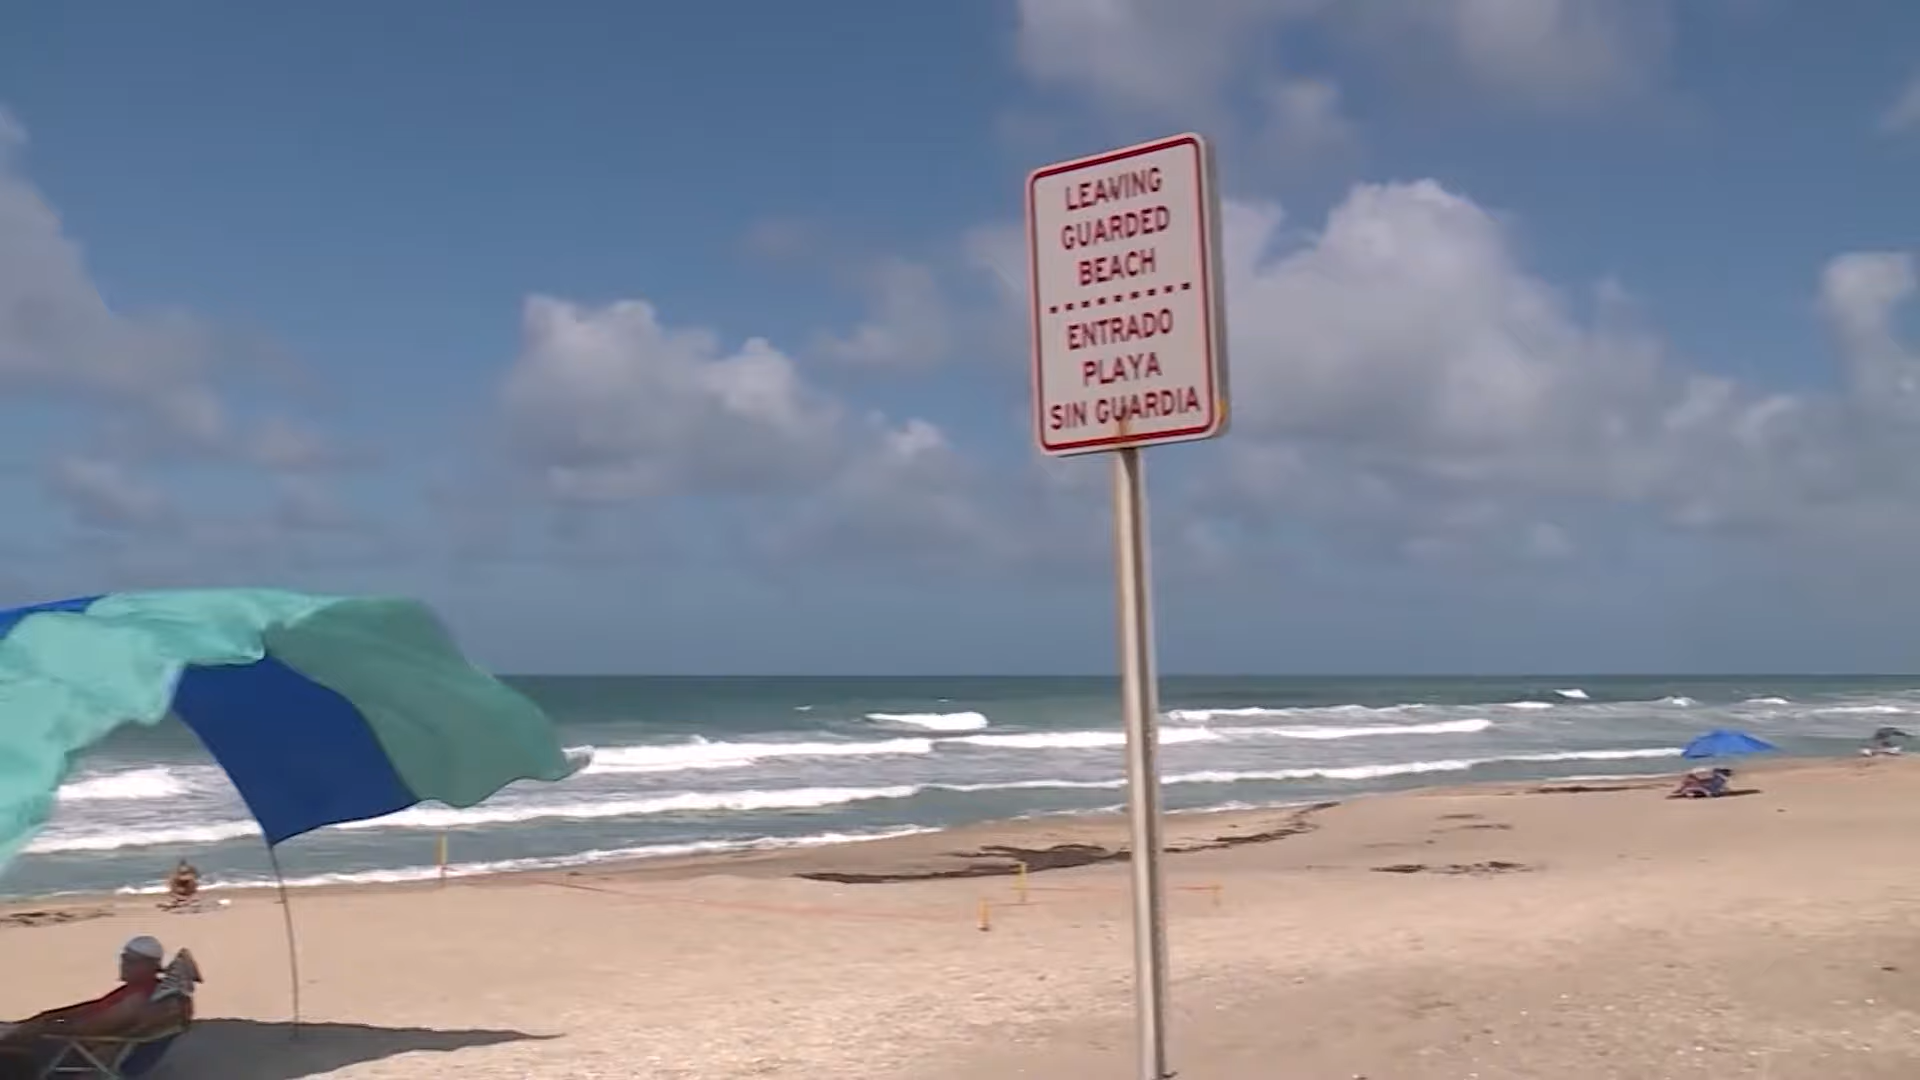 LEAVING
GUARDED
BEACH
ENTRADO
PLAYA
SIN GUARDIA